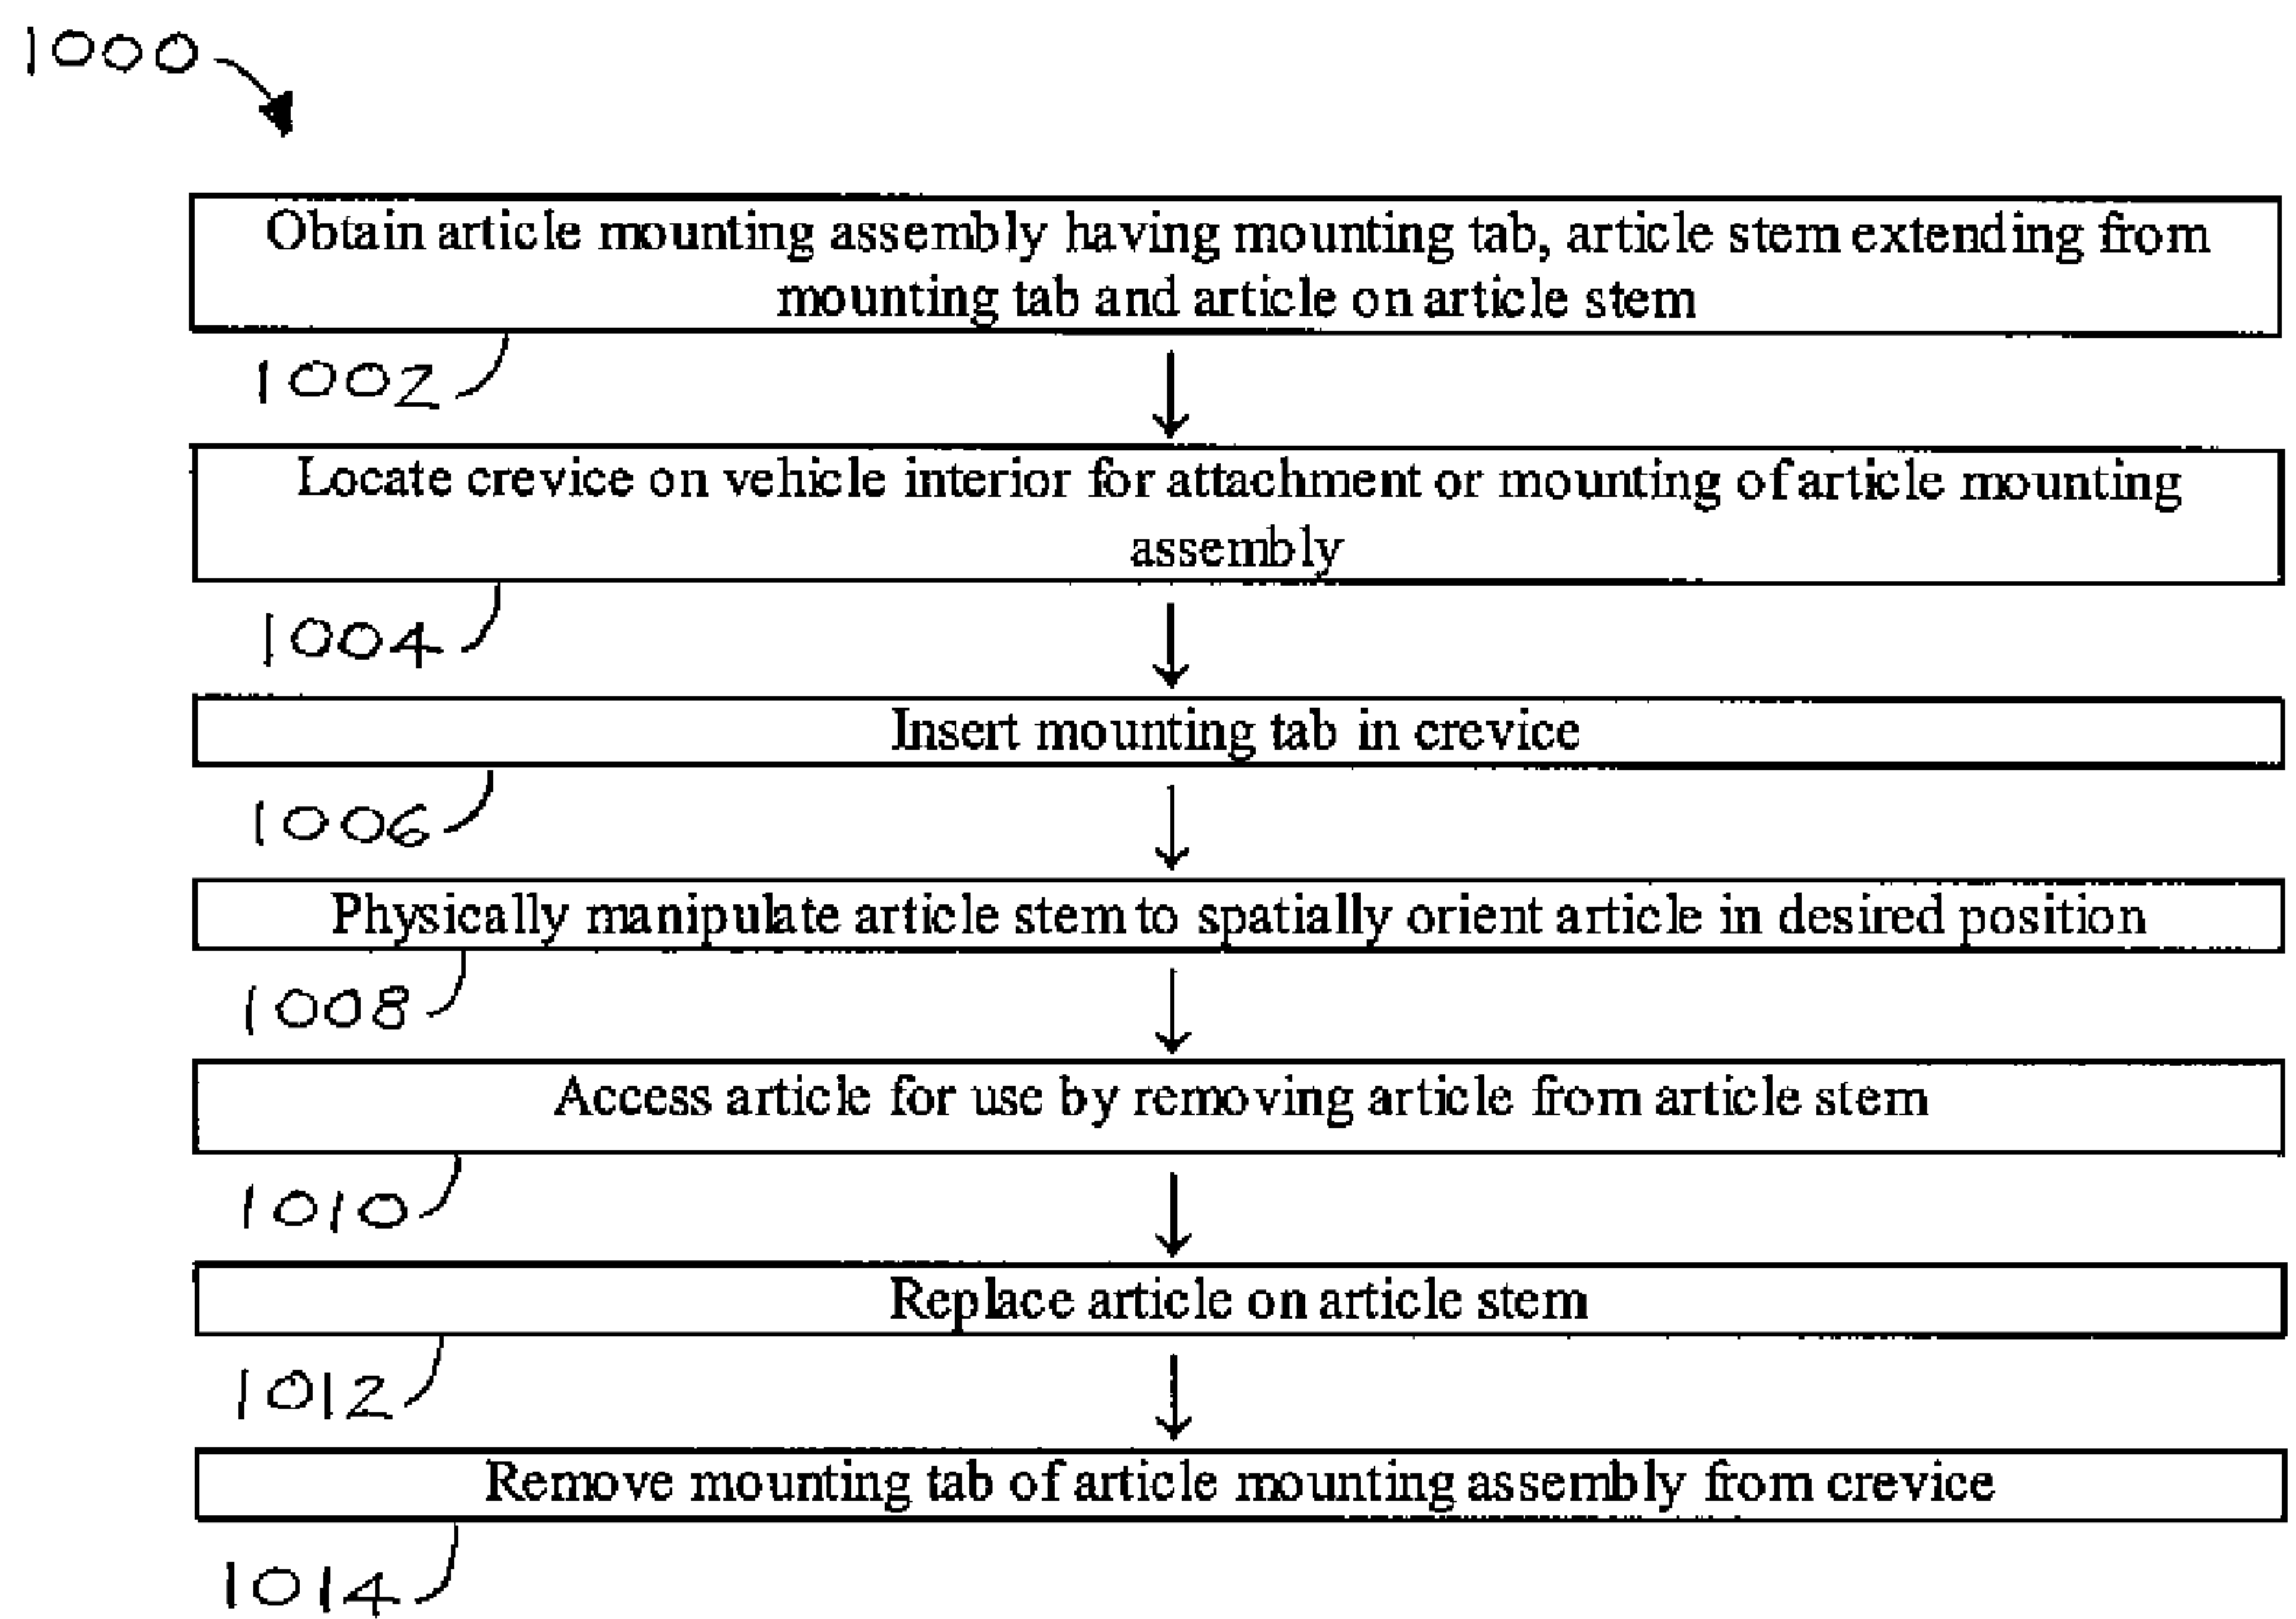 1000
Obtain article mounting assembly having mounting tab, article stem extending from
mounting tab and article on article stem
1002
Locate crevice on vehicle interior for attachment or mounting of article mounting
assembly
1004
Insert mounting tab in crevice
1006
Physically manipulate article stem to spatially orient article in desired position
1008
Access article for use by removing article from article stem
1010
Replace article on article stem
1012
Remove mounting tab of article mounting assembly from crevice
1014